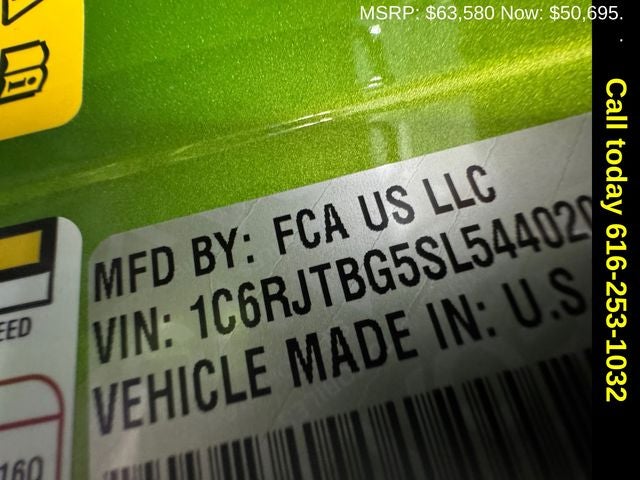 MSRP: $63,580 Now: $50,695.
.
Call today 616-253-1032
MFD BY: FCA US LLC
VIN: 1C6RJTBG5SL544020
VEHICLE MADE IN: U.S
EED
160